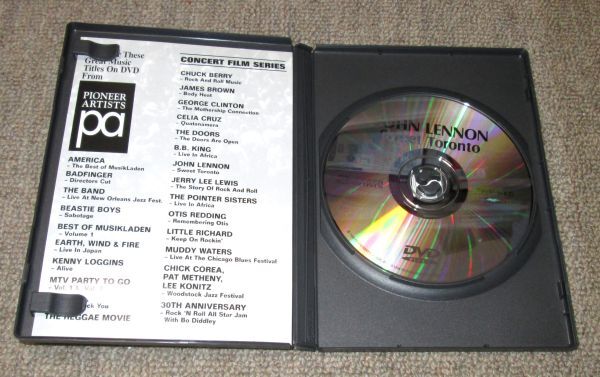 These
Great Music
Titles On DVD
From
PIONEER
ARTISTS
pa
AMERICA
- The Best of MusikLaden
BADFINGER
- Directors Cut
THE BAND
- Live At New Orleans Jazz Fest.
BEASTIE BOYS
- Sabotage
BEST OF MUSIKLADEN
- Volume 1
EARTH, WIND & FIRE
- Live In Japan
KENNY LOGGINS
- Alive
MTV PARTY TO GO
You
THE REGGAE MOVIE
CONCERT FILM SERIES
CHUCK BERRY
- Rock And Roll Music
JAMES BROWN
- Body Heat
GEORGE CLINTON
- The Mothership Connection
CELIA CRUZ
- Guatanamera
THE DOORS
- The Doors Are Open
B.B. KING
- Live In Africa
JOHN LENNON
- Sweet Toronto
JERRY LEE LEWIS
- The Story Of Rock And Roll
THE POINTER SISTERS
- Live In Africa
OTIS REDDING
- Remembering Otis
LITTLE RICHARD
- Keep On Rockin'
MUDDY WATERS
- Live At The Chicago Blues Festival
CHICK COREA,
PAT METHENY,
LEE KONITZ
- Woodstock Jazz Festival
30TH ANNIVERSARY
- Rock 'N Roll All Star Jam
With Bo Diddley
JOHN LENNON
Sweet Toronto
DVD
VIDEO